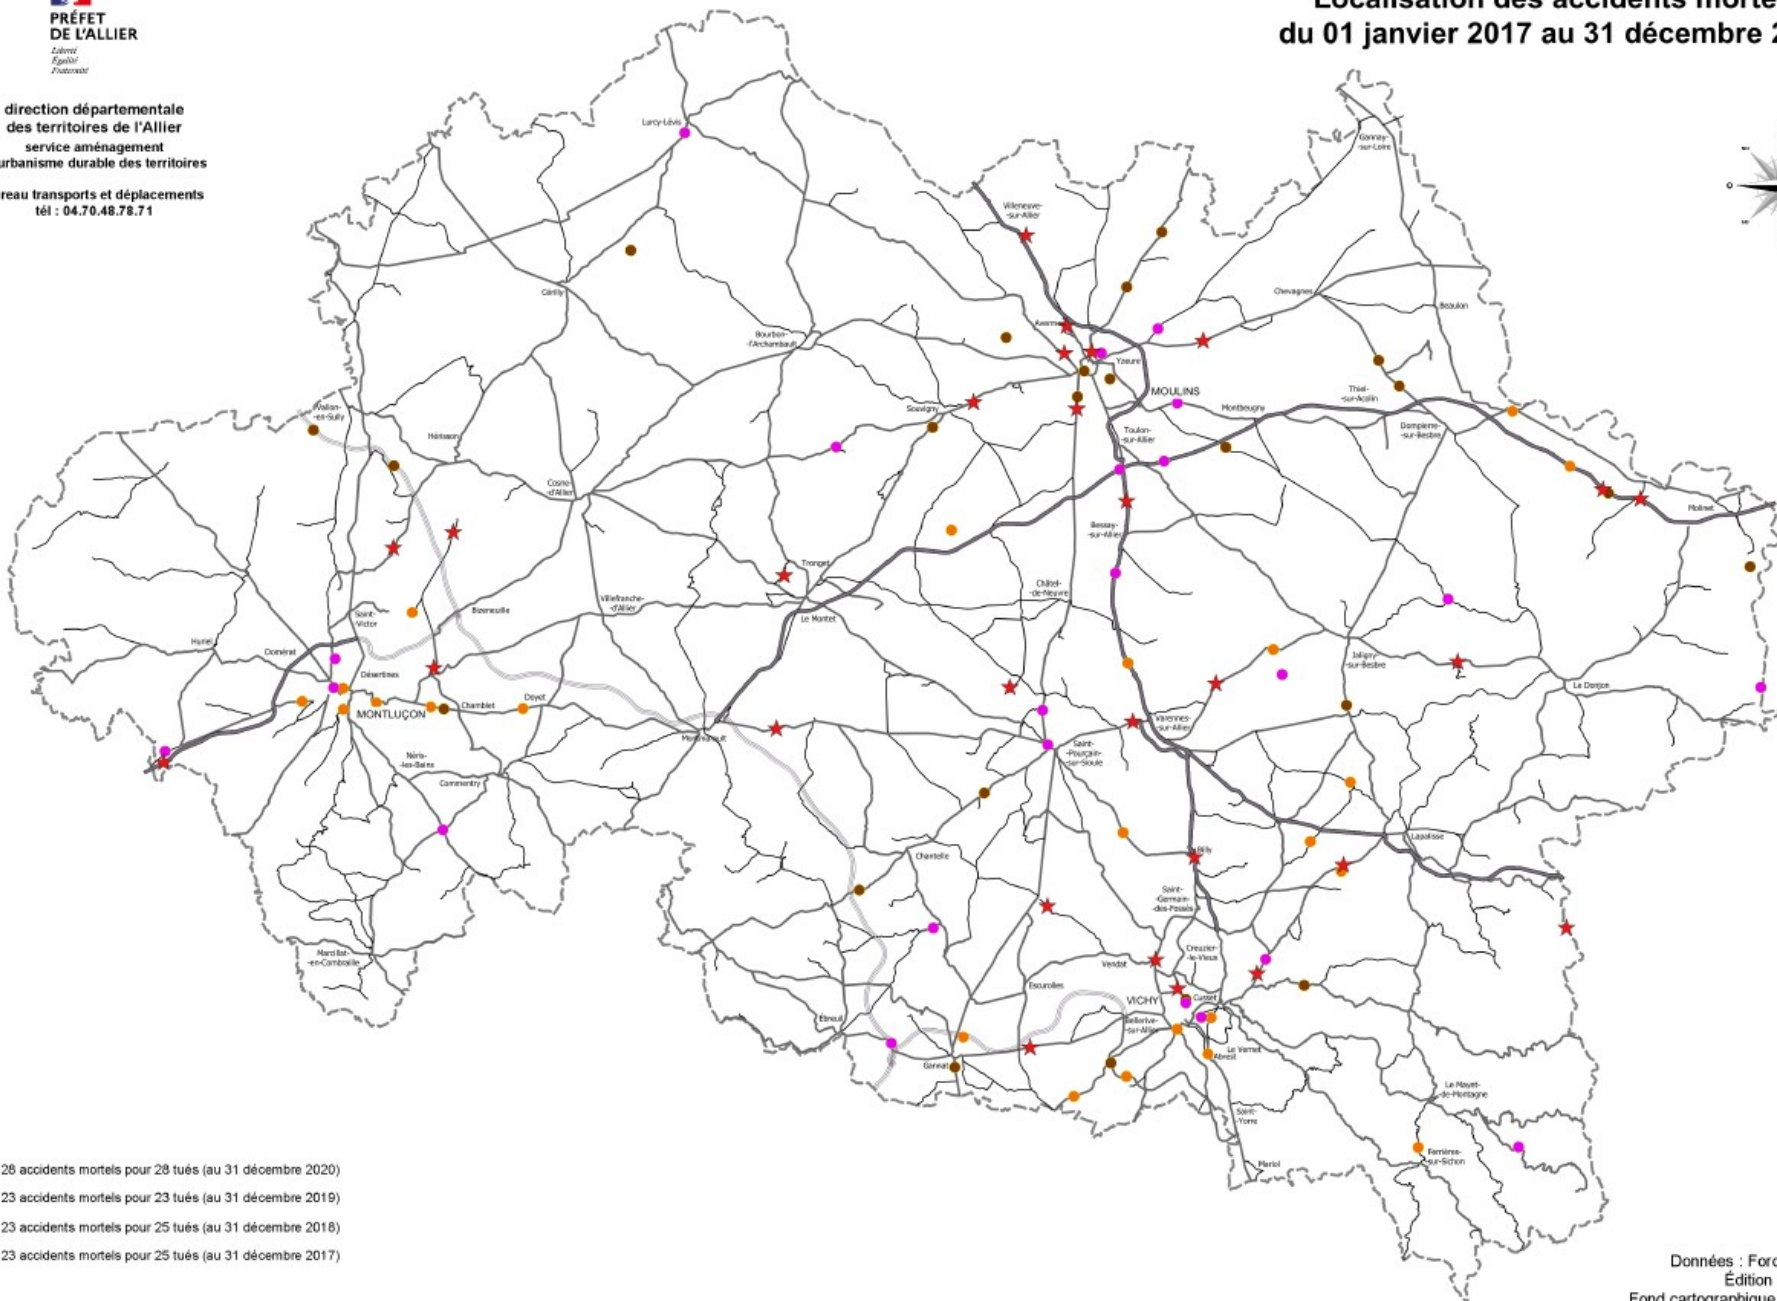 PRÉFET
DE L'ALLIER
Liberté
Égalité
Fraternité
direction départementale
des territoires de l'Allier
service aménagement
urbanisme durable des territoires
reau transports et déplacements
tél : 04.70.48.78.71
Localisation des accidents morte
du 01 janvier 2017 au 31 décembre 2
Lurcy-Lévis
Gannay-
-sur-Loire
Villeneuve-
-sur-Allier
O
Cérilly
Chevagnes
Beaulon
Bourbon-
-l'Archambault
Yzeure
MOULINS
Souvigny
Montbeugny
Thiel-
-sur-Acolin
Dompierre-
-sur-Besbre
Toulon-
-sur-Allier
Vallon-
-en-Sully
Hérisson
Cosne-
-d'Allier
Molinet
Bessay-
-sur-Allier
Tronget
Châtel-
-de-Neuvre
Villefranche-
-d'Allier
Le Montet
Bizeneuille
Saint-
-Victor
Huriel
Domérat
Désertines
Jaligny-
-sur-Besbre
Le Donjon
MONTLUÇON
Chamblet
Doyet
Varennes-
-sur-Allier
Montmarault
Saint-
-Pourçain-
-sur-Sioule
Néris-
-les-Bains
Commentry
Lapalisse
Chantelle
Billy
Saint-
-Germain-
-des-Fossés
Marcillat-
-en-Combraille
Creuzier-
-le-Vieux
Vendat
Escurolles
VICHY
Cusset
Bellerive-
-sur-Allier
Ébreuil
Le Vernet
Abrest
Gannat
Le Mayet-
-de-Montagne
Saint-
-Yorre
Ferrières-
-sur-Sichon
Mariol
28 accidents mortels pour 28 tués (au 31 décembre 2020)
23 accidents mortels pour 23 tués (au 31 décembre 2019)
23 accidents mortels pour 25 tués (au 31 décembre 2018)
23 accidents mortels pour 25 tués (au 31 décembre 2017)
Données : Forc
Édition
Fond cartographique